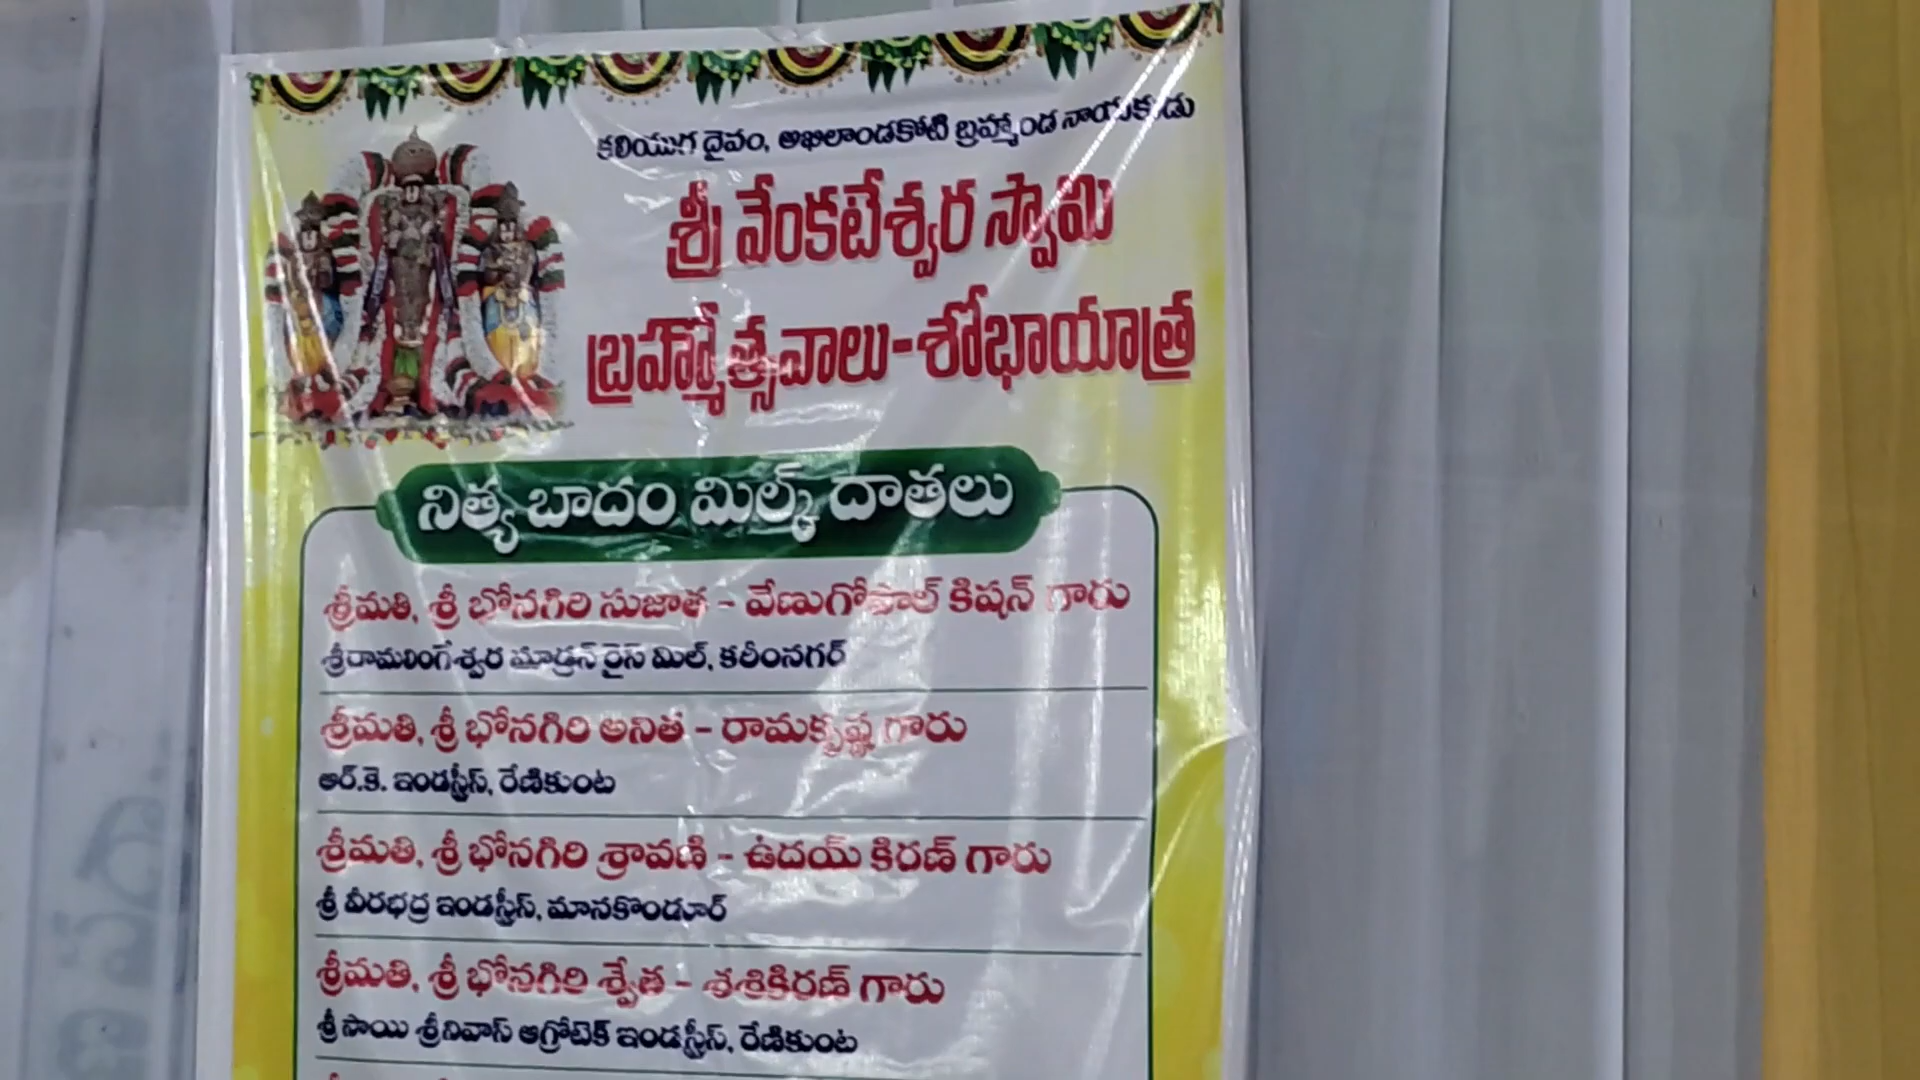 కలియుగ దైవం, అఖిలాండకోటి బ్రహ్మాండ నాయకుడు
శ్రీ వేంకటేశ్వర స్వామి
బ్రహ్మోత్సవాలు-శోభాయాత్ర
నిత్య బాదం మిల్క్ దాతలు
శ్రీమతి, శ్రీ భోనగిరి సుజాత - వేణుగోపాల్ కిషన్ గారు
శ్రీరామలింగేశ్వర మాడ్రన్ రైస్ మిల్, కరీంనగర్
శ్రీమతి, శ్రీ భోనగిరి అనిత - రామకృష్ణ గారు
ఆర్.కె. ఇండస్ట్రీస్, రేణికుంట
శ్రీమతి, శ్రీ భోనగిరి శ్రావణి - ఉదయ్ కిరణ్ గారు
శ్రీ వీరభద్ర ఇండస్ట్రీస్, మానకొండూర్
శ్రీమతి, శ్రీ భోనగిరి శ్వేత - శశికిరణ్ గారు
శ్రీ సాయి శ్రీనివాస్ ఆగ్రోటెక్ ఇండస్ట్రీస్, రేణికుంట